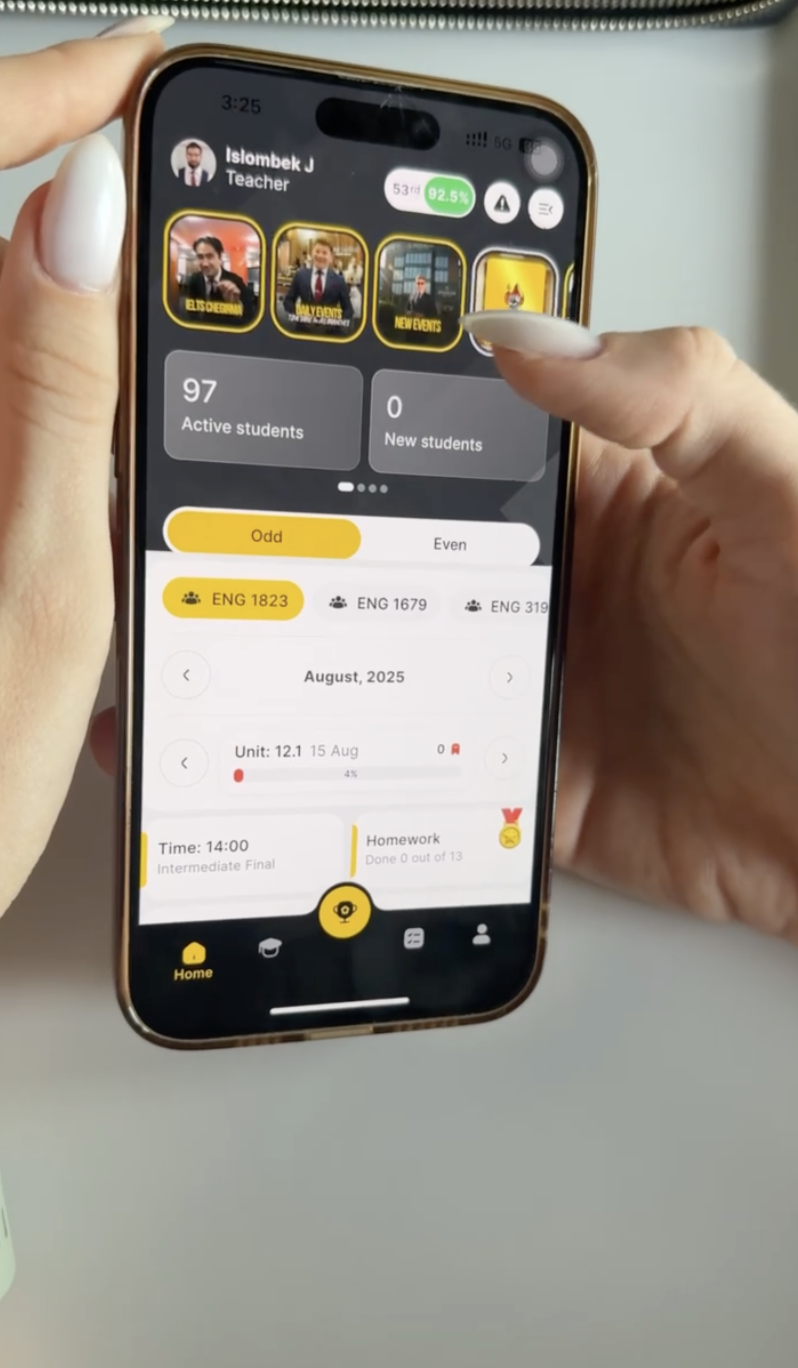 3:25
5G
Islombek J
Teacher
53rd 92.5%
IELTS CHEGIRMA
DAILY EVENTS
NEW EVENTS
97
Active students
0
New students
Odd
Even
ENG 1823
ENG 1679
ENG 319
August, 2025
Unit: 12.1 15 Aug
0
4%
Time: 14:00
Intermediate Final
Homework
Done 0 out of 13
Home